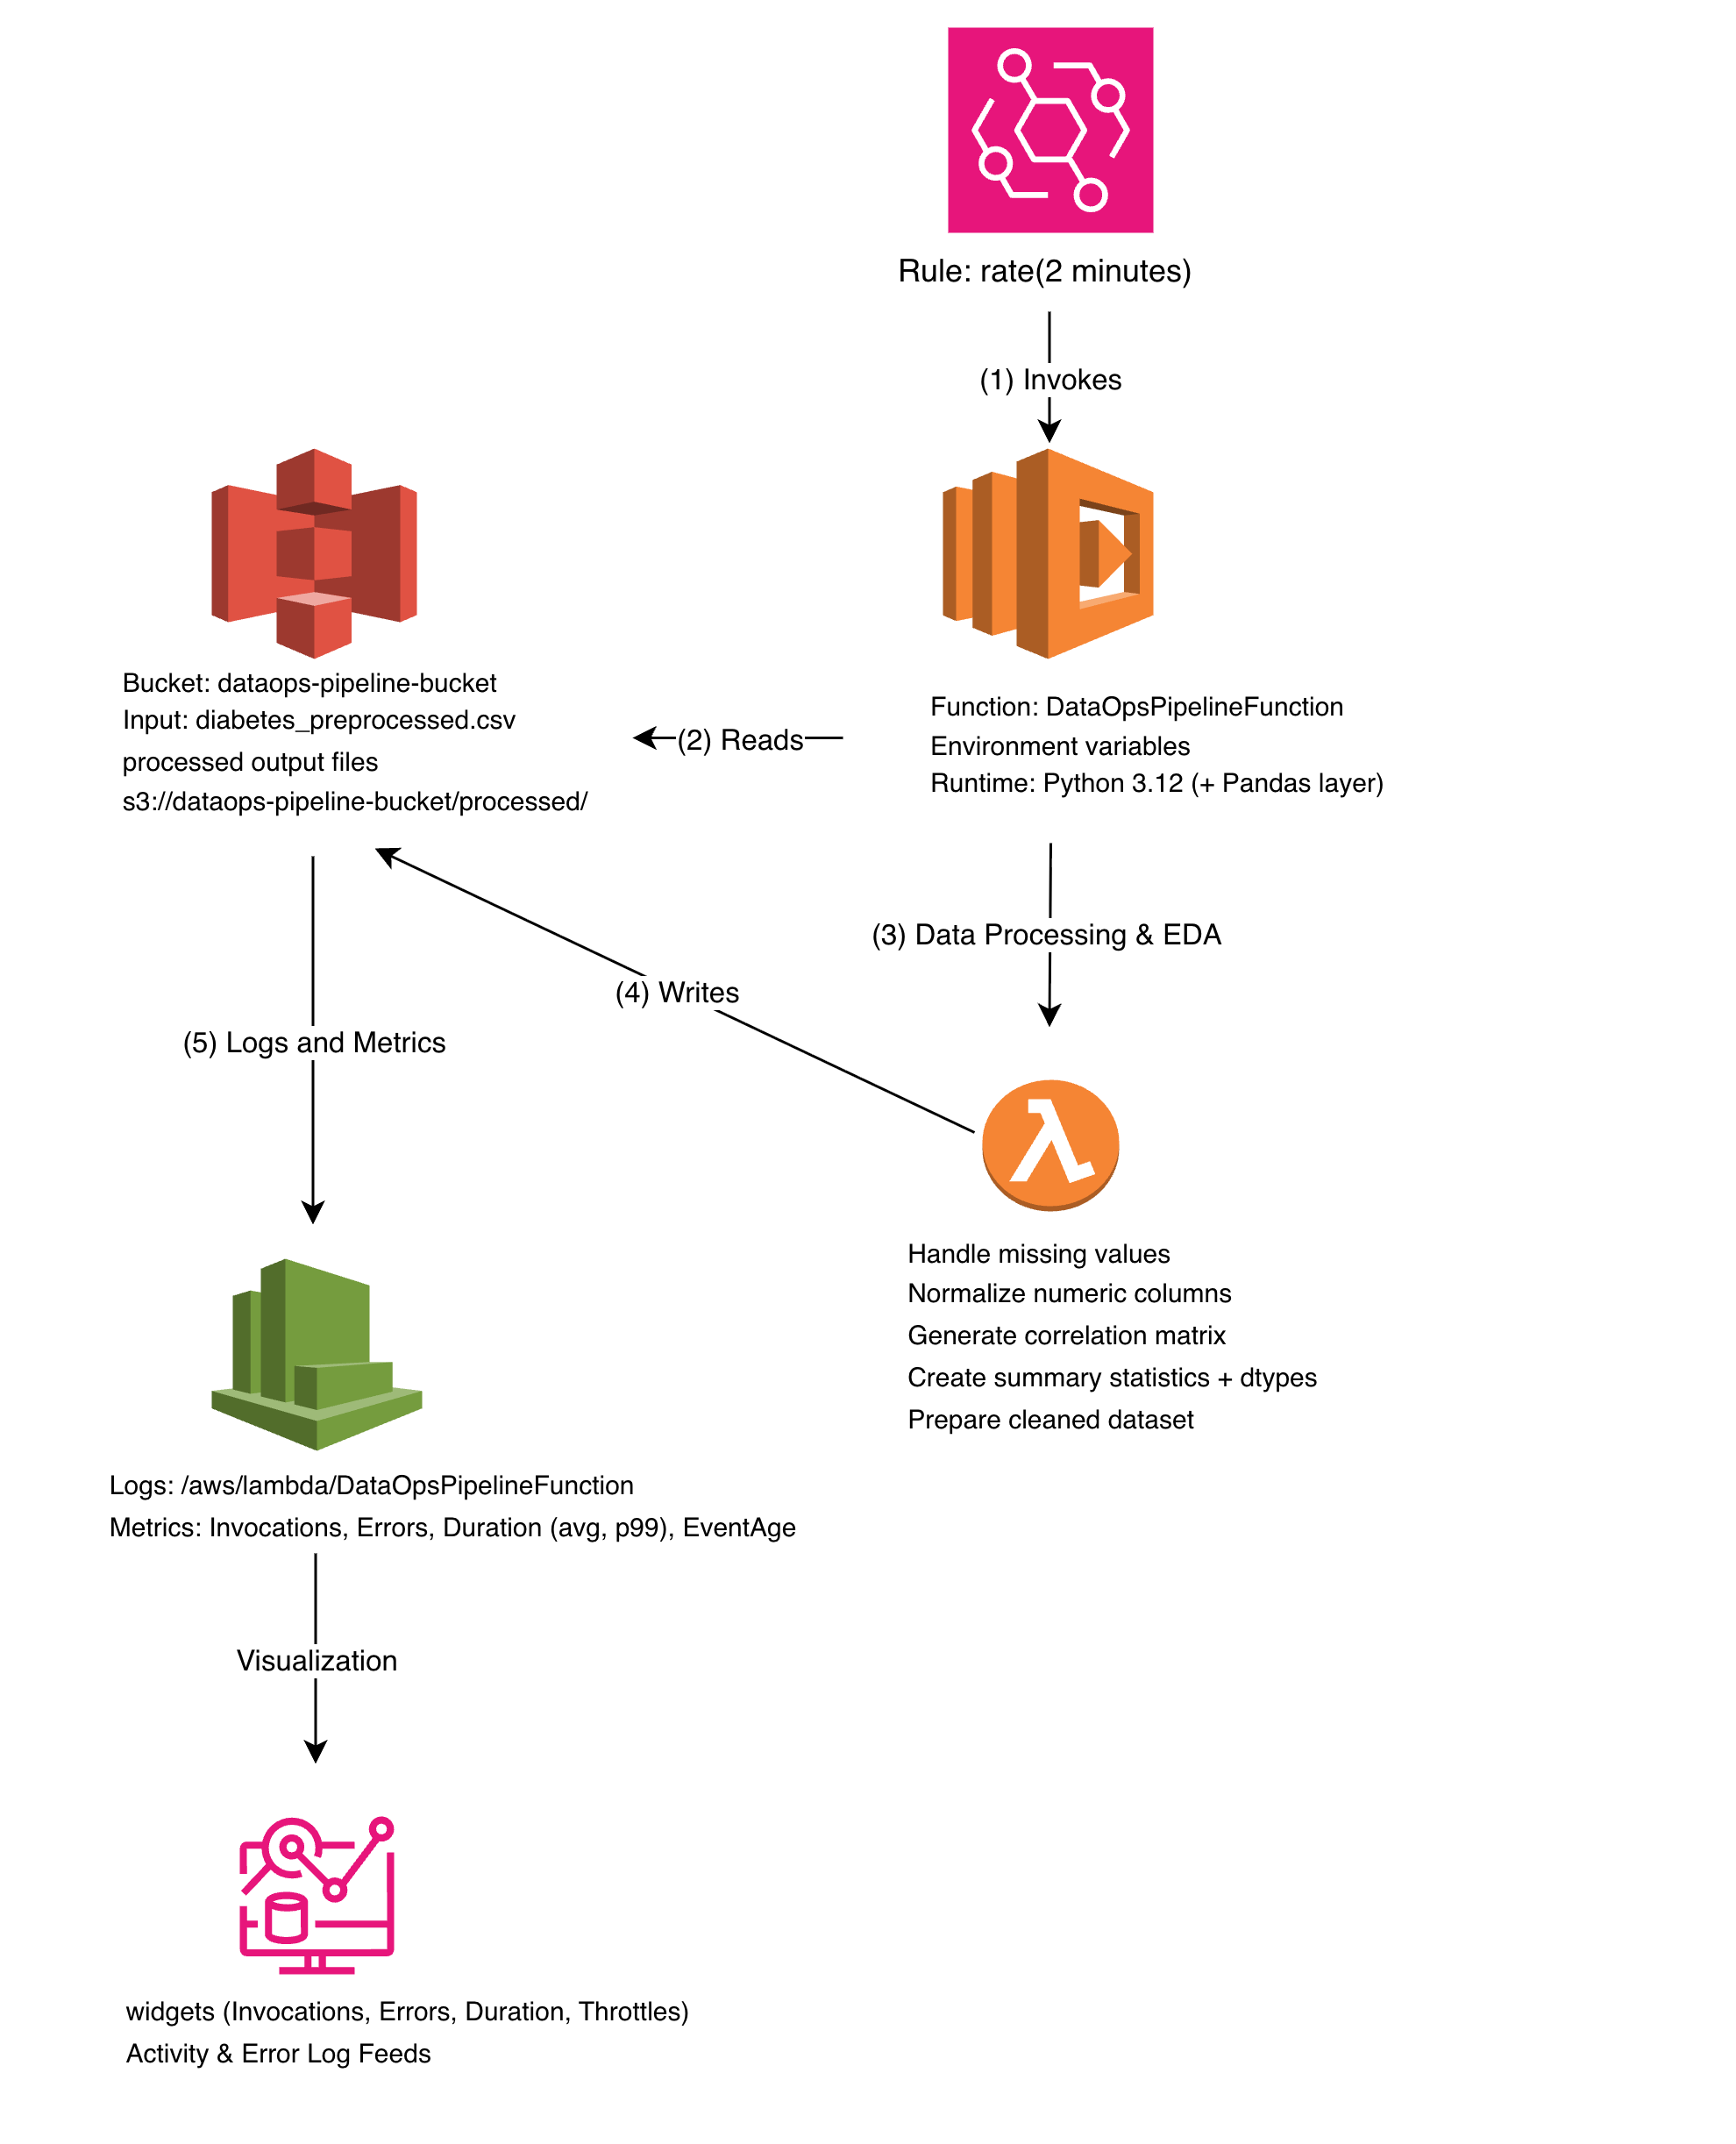 Rule: rate(2 minutes)
(1) Invokes
Bucket: dataops-pipeline-bucket
Input: diabetes_preprocessed.csv
processed output files
s3://dataops-pipeline-bucket/processed/
(2) Reads
Function: DataOpsPipelineFunction
Environment variables
Runtime: Python 3.12 (+ Pandas layer)
(3) Data Processing & EDA
(4) Writes
(5) Logs and Metrics
Handle missing values
Normalize numeric columns
Generate correlation matrix
Create summary statistics + dtypes
Prepare cleaned dataset
Logs: /aws/lambda/DataOpsPipelineFunction
Metrics: Invocations, Errors, Duration (avg, p99), EventAge
Visualization
widgets (Invocations, Errors, Duration, Throttles)
Activity & Error Log Feeds